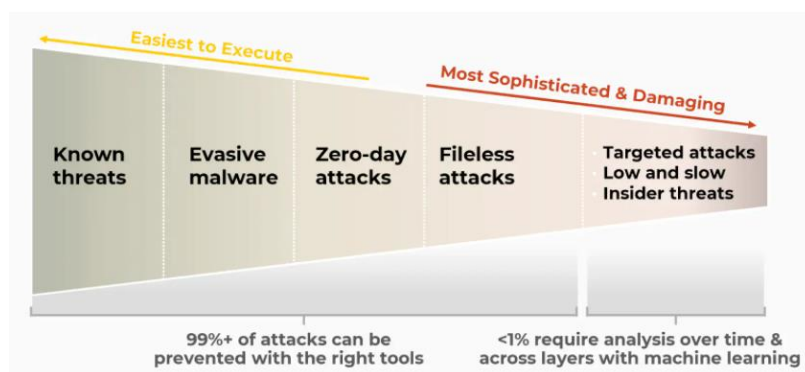 Easiest to Execute
Most Sophisticated & Damaging
Known
threats
Evasive
malware
Zero-day
attacks
Fileless
attacks
Targeted attacks
Low and slow
Insider threats
99%+ of attacks can be
prevented with the right tools
<1% require analysis over time &
across layers with machine learning